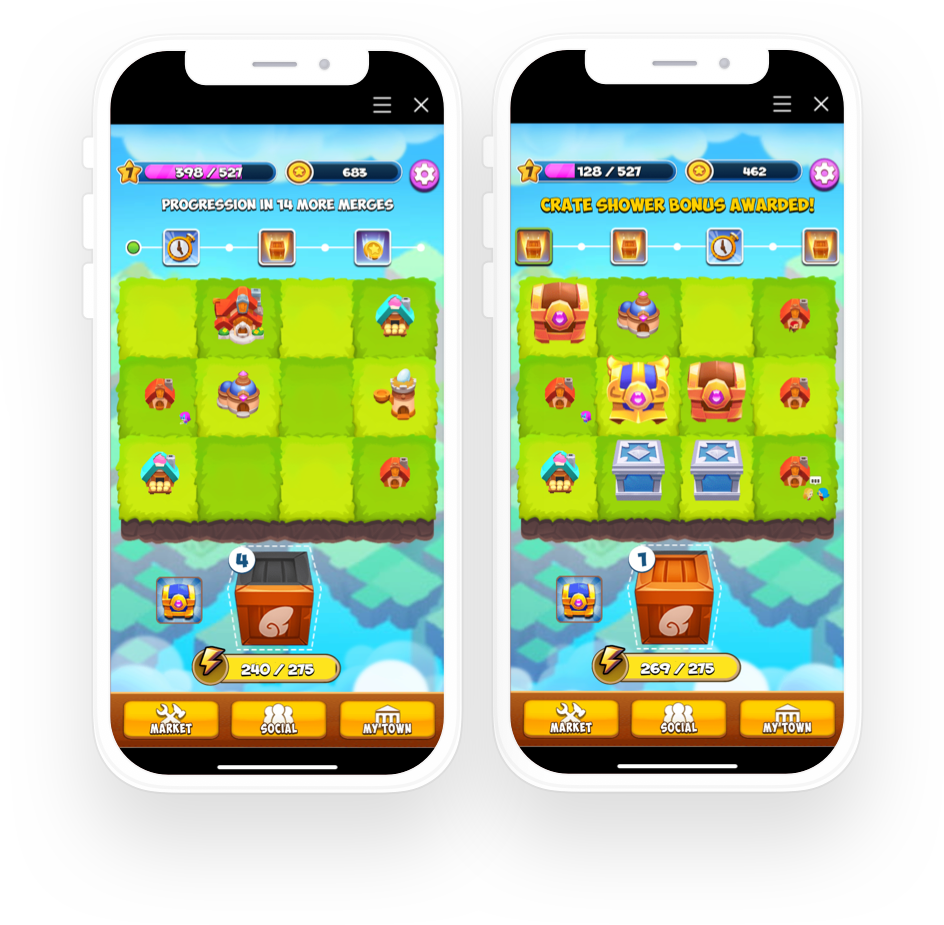 7
398 / 527
683
PROGRESSION IN 14 MORE MERGES
4
240 / 275
MARKET
SOCIAL
MY TOWN
7
128 / 527
462
CRATE SHOWER BONUS AWARDED!
1
269 / 275
MARKET
SOCIAL
MY TOWN